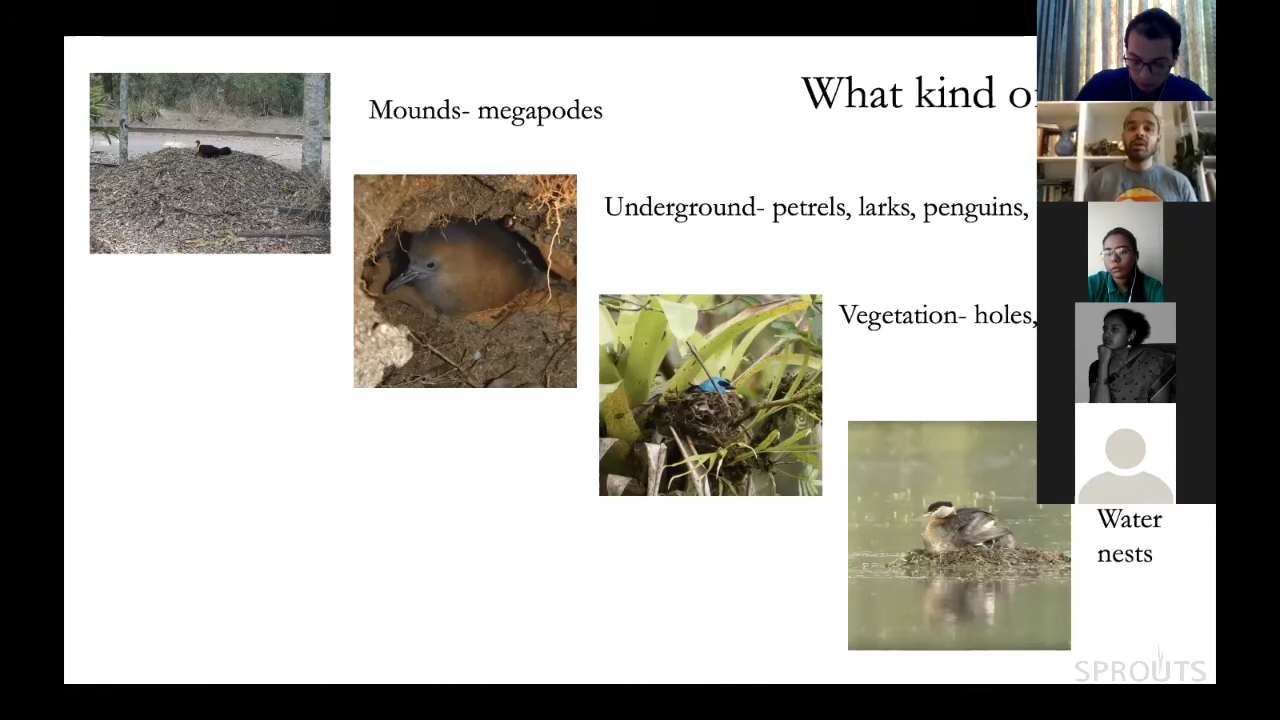 What kind
Mounds- megapodes
Underground- petrels, larks, penguins,
Vegetation- holes,
Water
nests
SPROUTS